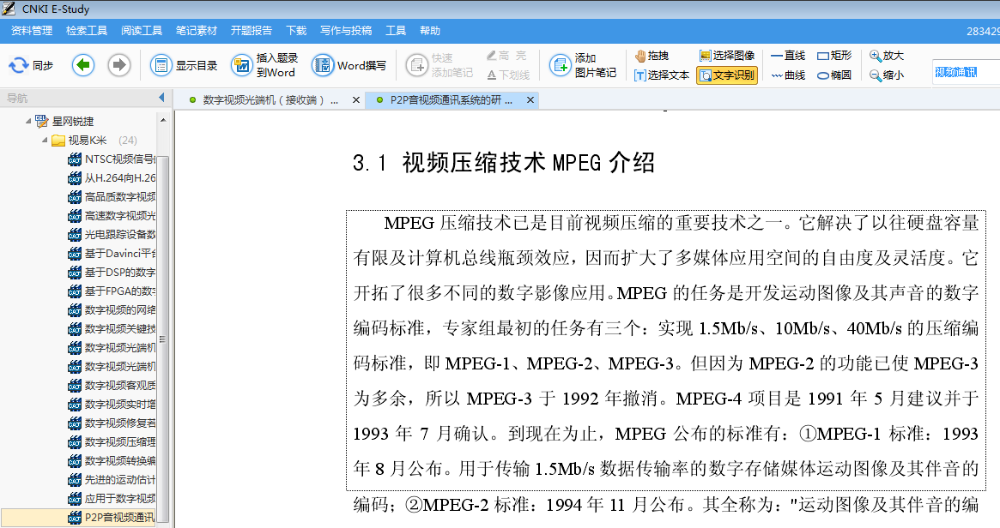 CNKI E-Study
资料管理 检索工具 阅读工具 笔记素材 开题报告 下载 写作与投稿 工具 帮助 283429
同步 显示目录 插入题录到Word Word撰写 快速添加笔记 高 亮 下划线 添加图片笔记 拖拽 选择图像 选择文本 文字识别 直线 矩形 曲线 椭圆 放大 缩小 视频通讯
导航
数字视频光端机（接收端）... × P2P音视频通讯系统的研 ... ×
星网锐捷
视易K米 (24)
NTSC视频信号
从H.264向H.26
高品质数字视频
高速数字视频光
光电跟踪设备数
基于Davinci平台
基于DSP的数字
基于FPGA的数字
数字视频的网络
数字视频关键技
数字视频光端机
数字视频光端机
数字视频客观质
数字视频实时增
数字视频修复若
数字视频压缩理
数字视频转换编
先进的运动估计
应用于数字视频
P2P音视频通讯
3.1 视频压缩技术 MPEG 介绍
MPEG 压缩技术已是目前视频压缩的重要技术之一。它解决了以往硬盘容量
有限及计算机总线瓶颈效应，因而扩大了多媒体应用空间的自由度及灵活度。它
开拓了很多不同的数字影像应用。MPEG 的任务是开发运动图像及其声音的数字
编码标准，专家组最初的任务有三个：实现 1.5Mb/s、10Mb/s、40Mb/s 的压缩编
码标准，即 MPEG-1、MPEG-2、MPEG-3。但因为 MPEG-2 的功能已使 MPEG-3
为多余，所以 MPEG-3 于 1992 年撤消。MPEG-4 项目是 1991 年 5 月建议并于
1993 年 7 月确认。到现在为止，MPEG 公布的标准有：①MPEG-1 标准：1993
年 8 月公布。用于传输 1.5Mb/s 数据传输率的数字存储媒体运动图像及其伴音的
编码；②MPEG-2 标准：1994 年 11 月公布。其全称为："运动图像及其伴音的编